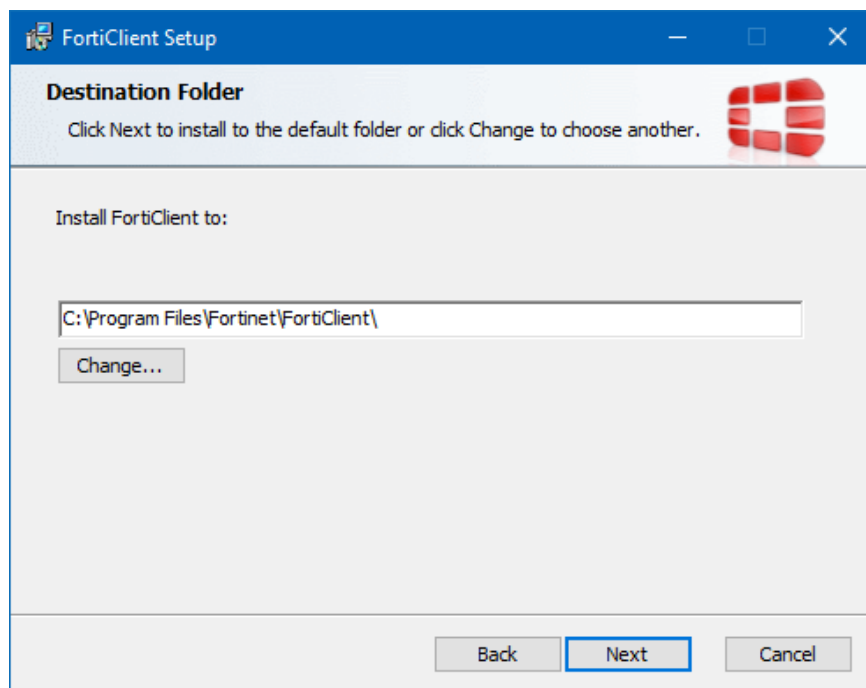 FortiClient Setup
Destination Folder
Click Next to install to the default folder or click Change to choose another.
Install FortiClient to:
C:\Program Files\Fortinet\FortiClient\
Change...
Back Next Cancel